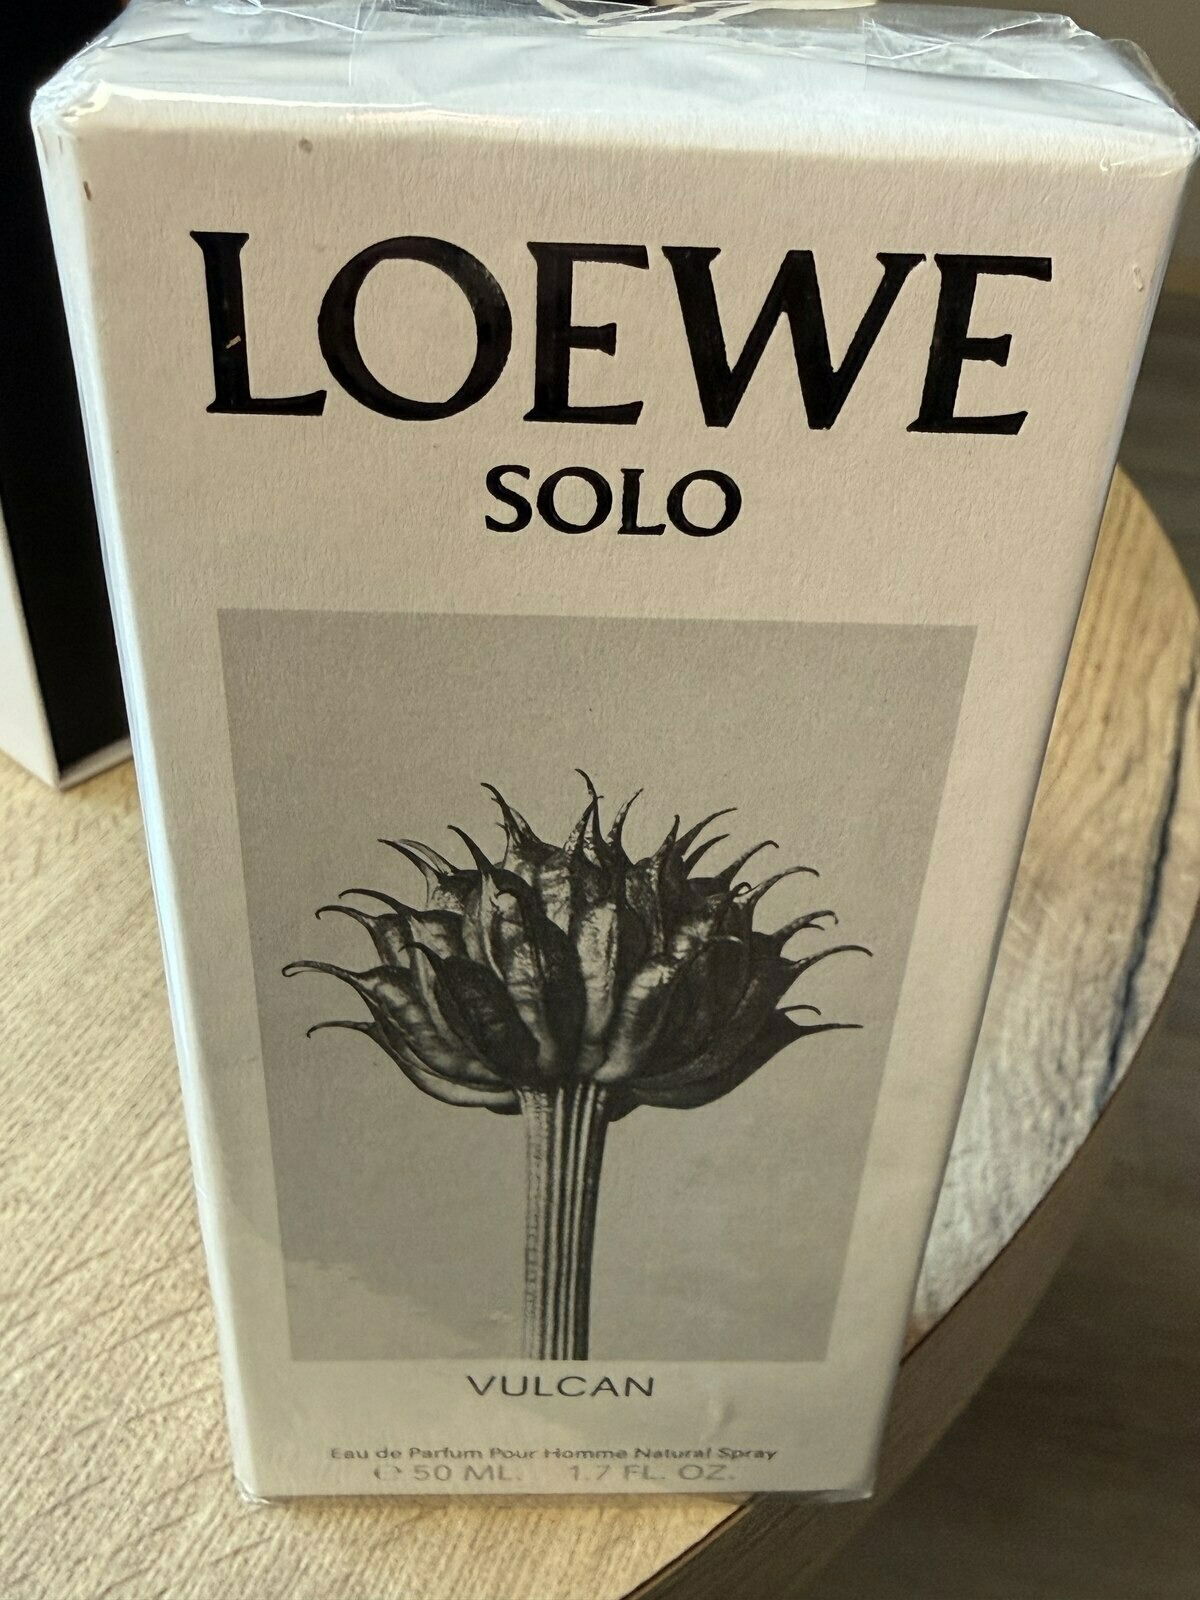 LOEWE
SOLO
VULCAN
Eau de Parfum Pour Homme Natural Spray
℮ 50 ML. 1.7 FL. OZ.